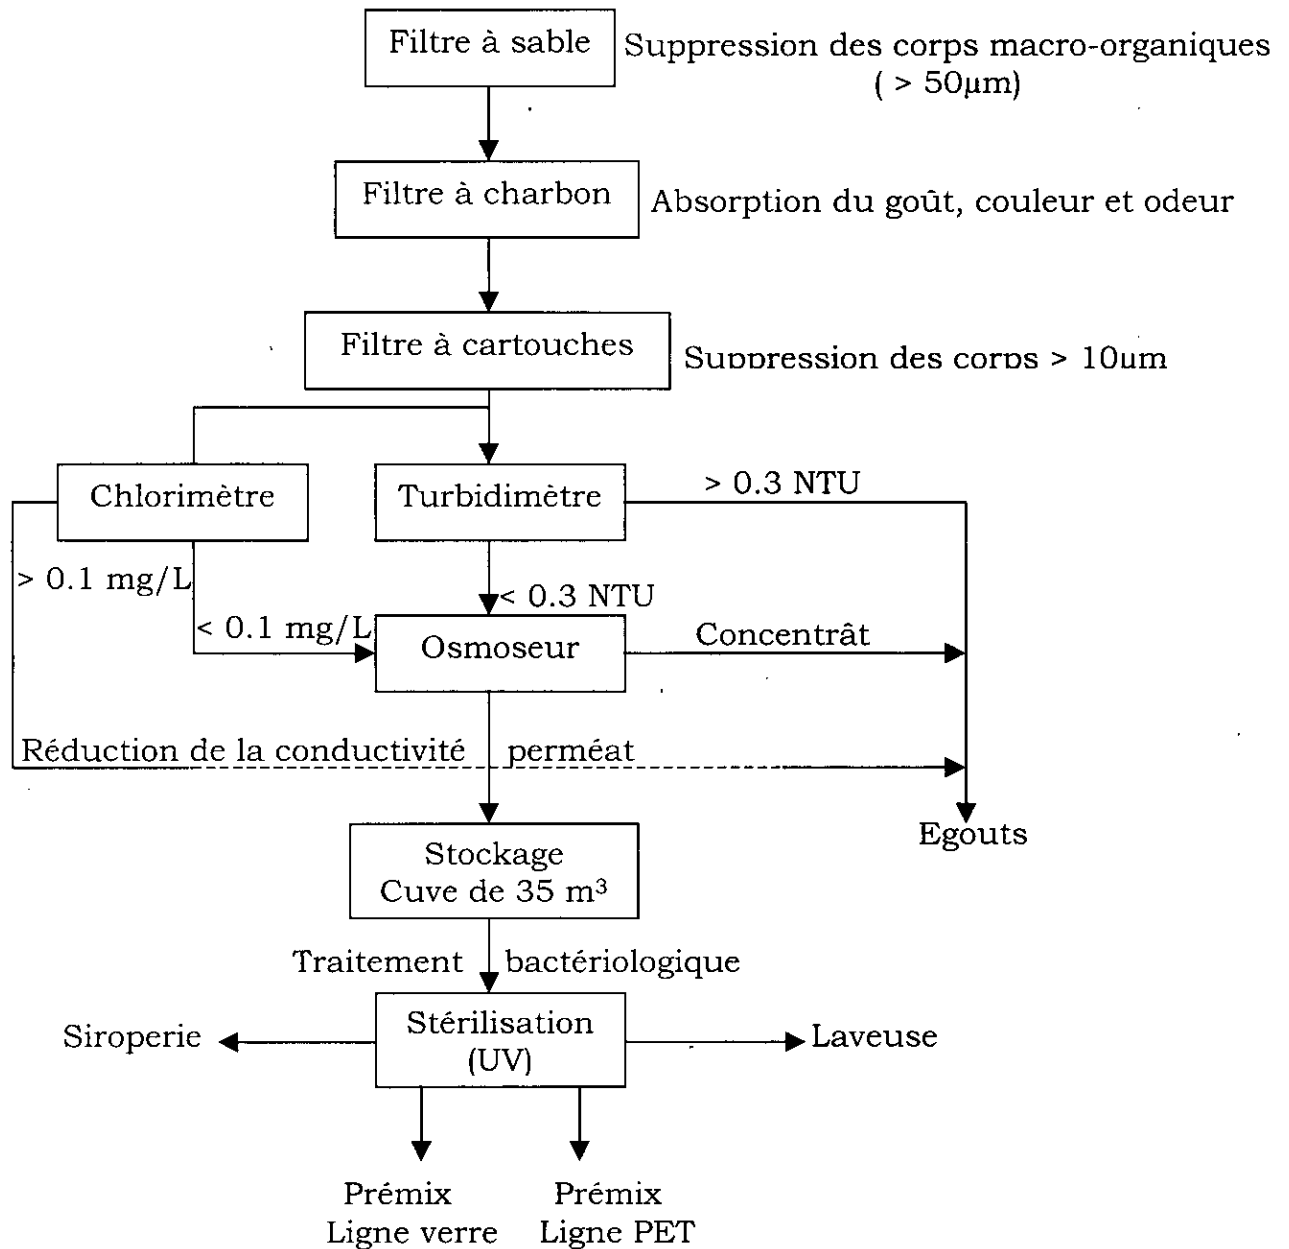 Filtre à sable
Suppression des corps macro-organiques
( > 50µm)
Filtre à charbon
Absorption du goût, couleur et odeur
Filtre à cartouches
Suppression des corps > 10µm
Chlorimètre
Turbidimètre
> 0.3 NTU
> 0.1 mg/L
< 0.3 NTU
< 0.1 mg/L
Osmoseur
Concentrât
Réduction de la conductivité
perméat
Egouts
Stockage
Cuve de 35 m³
Traitement bactériologique
Siroperie
Stérilisation
(UV)
Laveuse
Prémix
Ligne verre
Prémix
Ligne PET